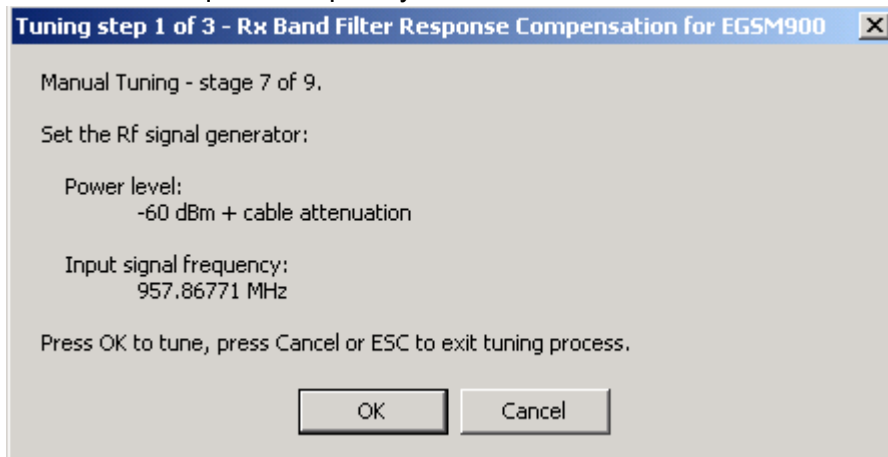 Tuning step 1 of 3 - Rx Band Filter Response Compensation for EGSM900
Manual Tuning - stage 7 of 9.
Set the Rf signal generator:
Power level:
-60 dBm + cable attenuation
Input signal frequency:
957.86771 MHz
Press OK to tune, press Cancel or ESC to exit tuning process.
OK Cancel